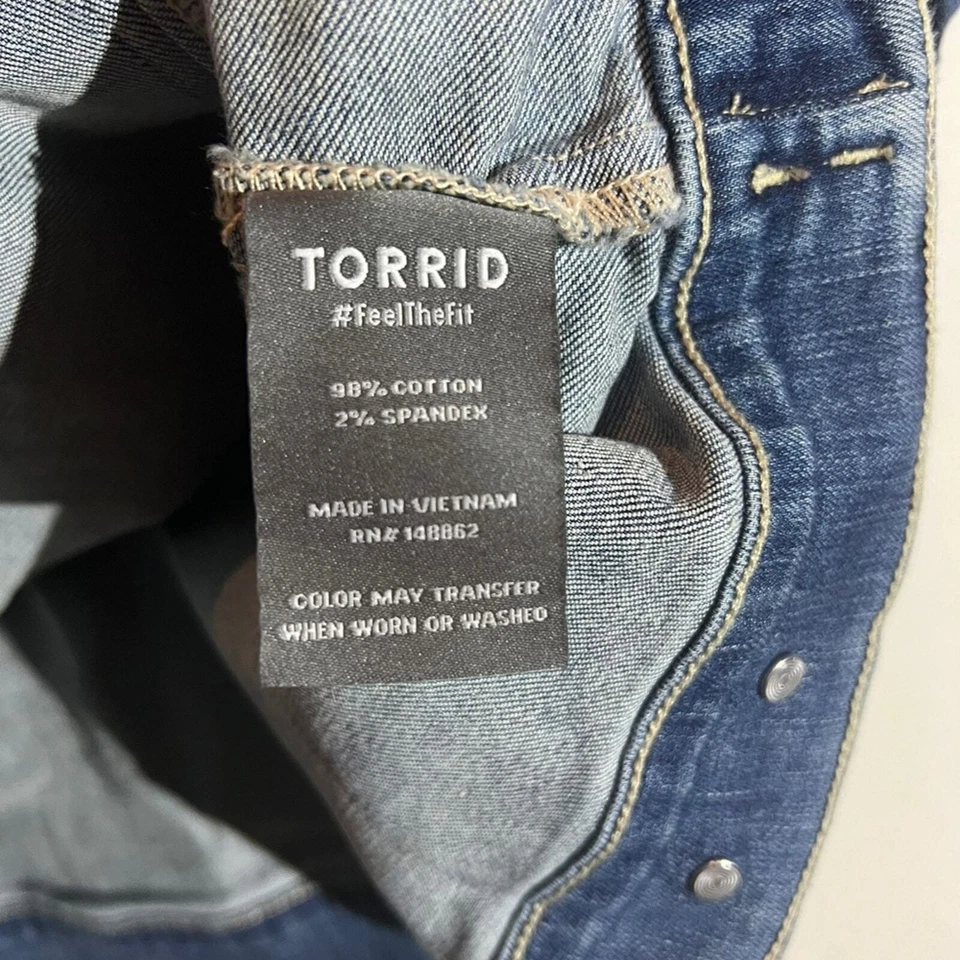 TORRID
#FeelTheFit
98% COTTON
2% SPANDEX
MADE IN VIETNAM
RN# 148862
COLOR MAY TRANSFER
WHEN WORN OR WASHED